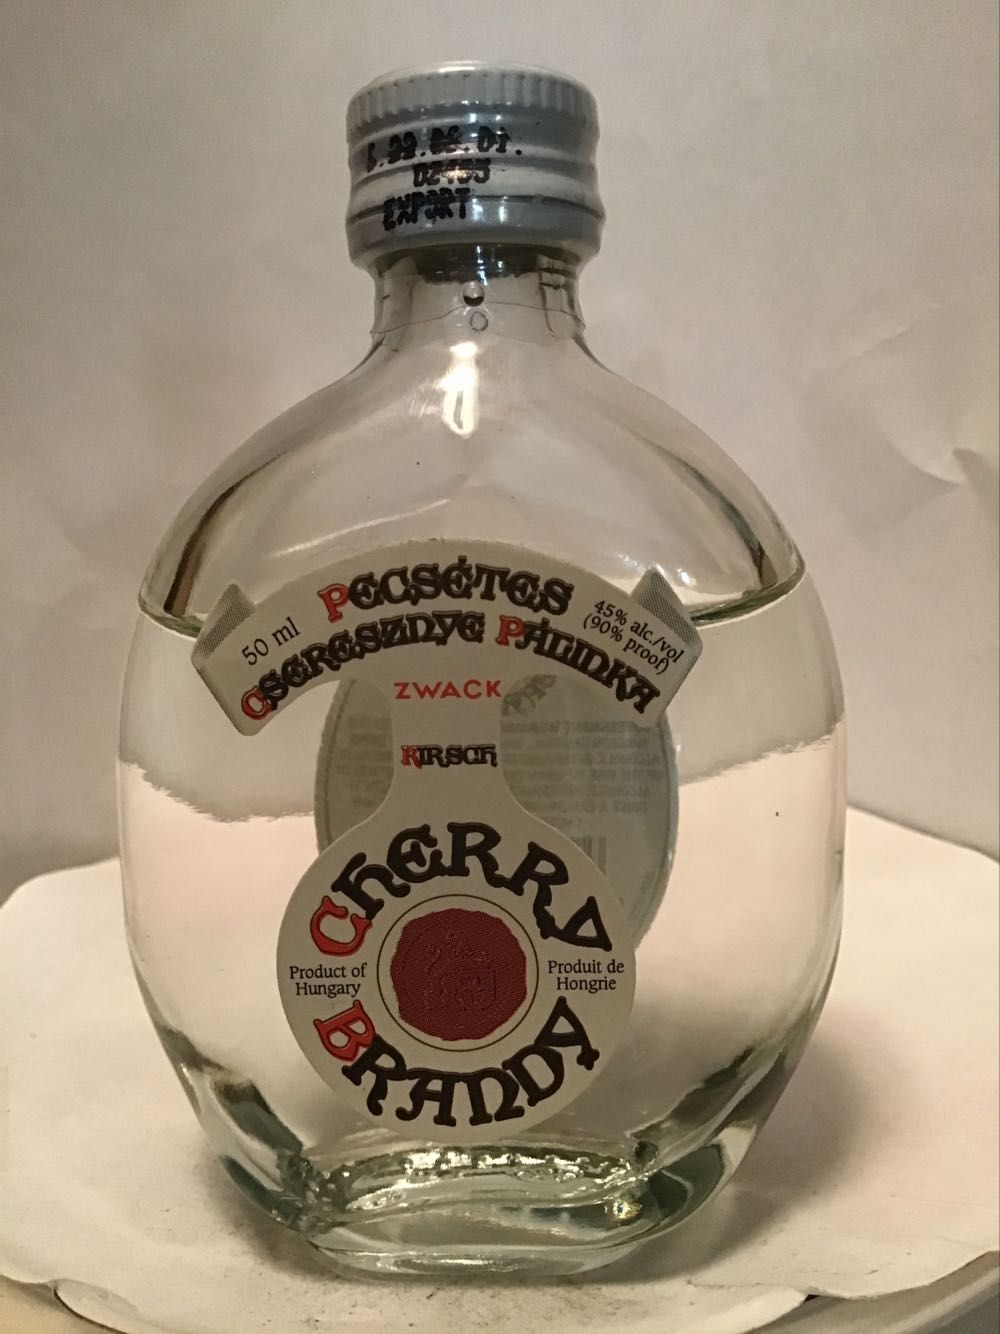 EXPORT
PECSÉTES
CSERESZNYE PÁLINKA
50 ml
45% alc./vol
(90% proof)
ZWACK
KIRSCH
CHERRY
BRANDY
Product of
Hungary
Produit de
Hongrie